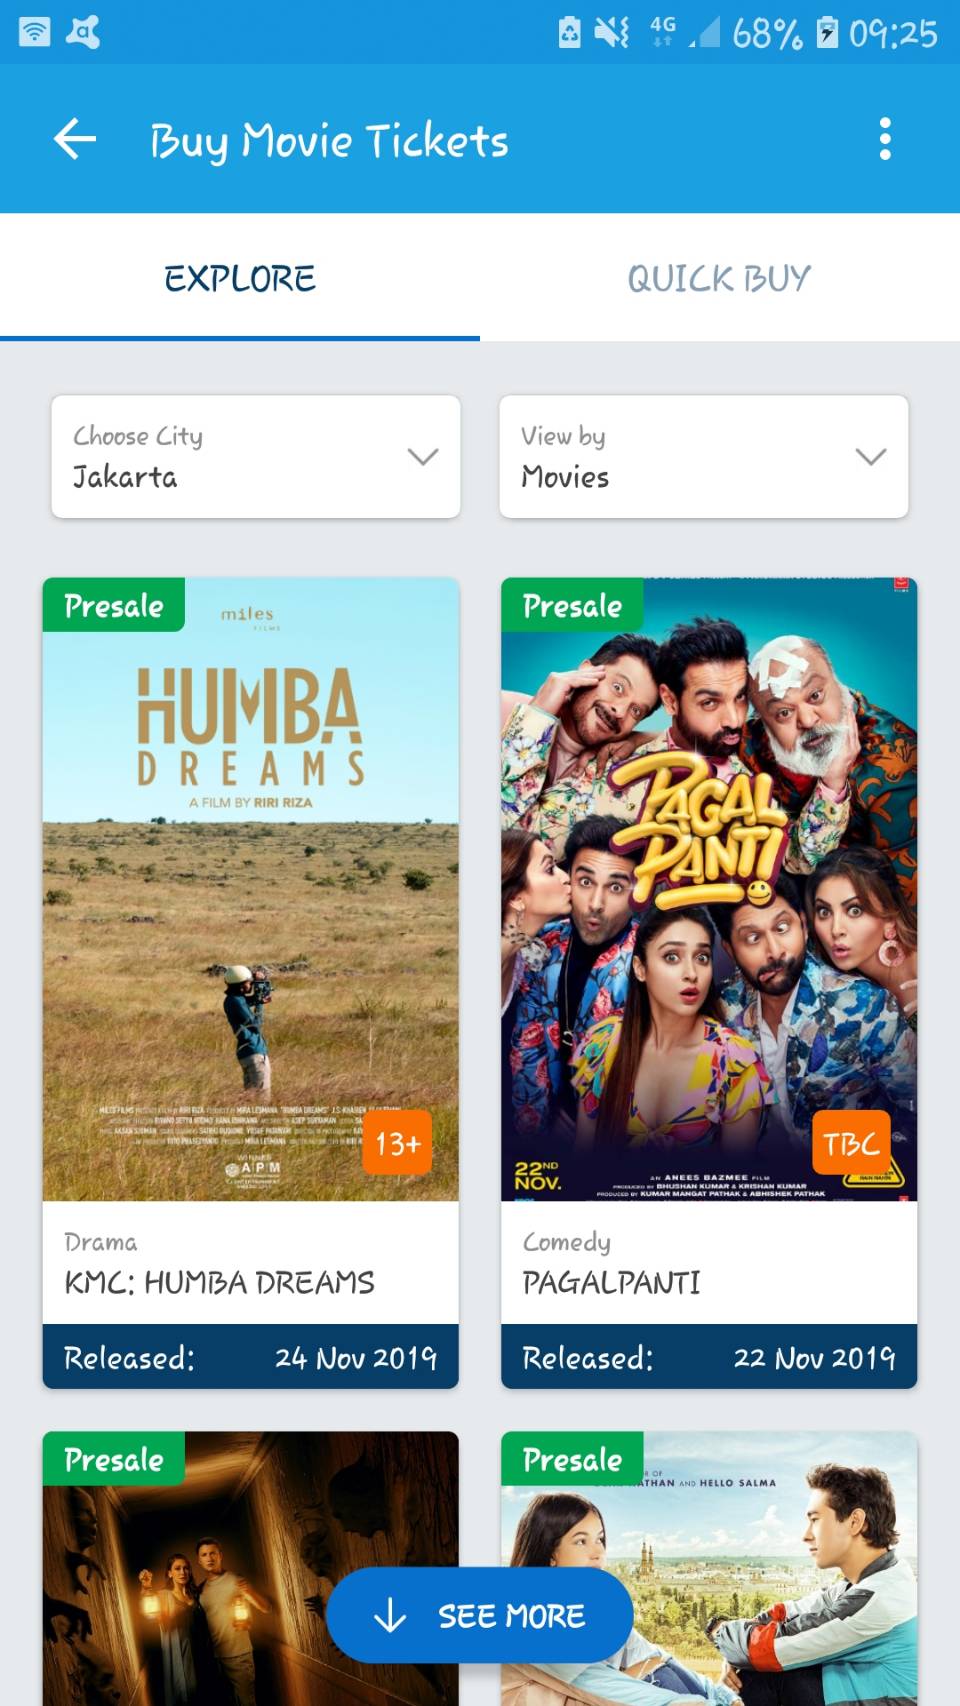 4G
68%
09:25
Buy Movie Tickets
EXPLORE
QUICK BUY
Choose City
Jakarta
View by
Movies
Presale
miles
FILMS
HUMBA
DREAMS
A FILM BY RIRI RIZA
WINNER
APM
13+
Drama
KMC: HUMBA DREAMS
Released:
24 Nov 2019
Presale
PAGAL
PANTI
22ND
NOV.
AN ANEES BAZMEE FILM
PRODUCED BY BHUSHAN KUMAR & KRISHAN KUMAR
PRODUCED BY KUMAR MANGAT PATHAK & ABHISHEK PATHAK
TBC
Comedy
PAGALPANTI
Released:
22 Nov 2019
Presale
Presale
AND HELLO SALMA
SEE MORE